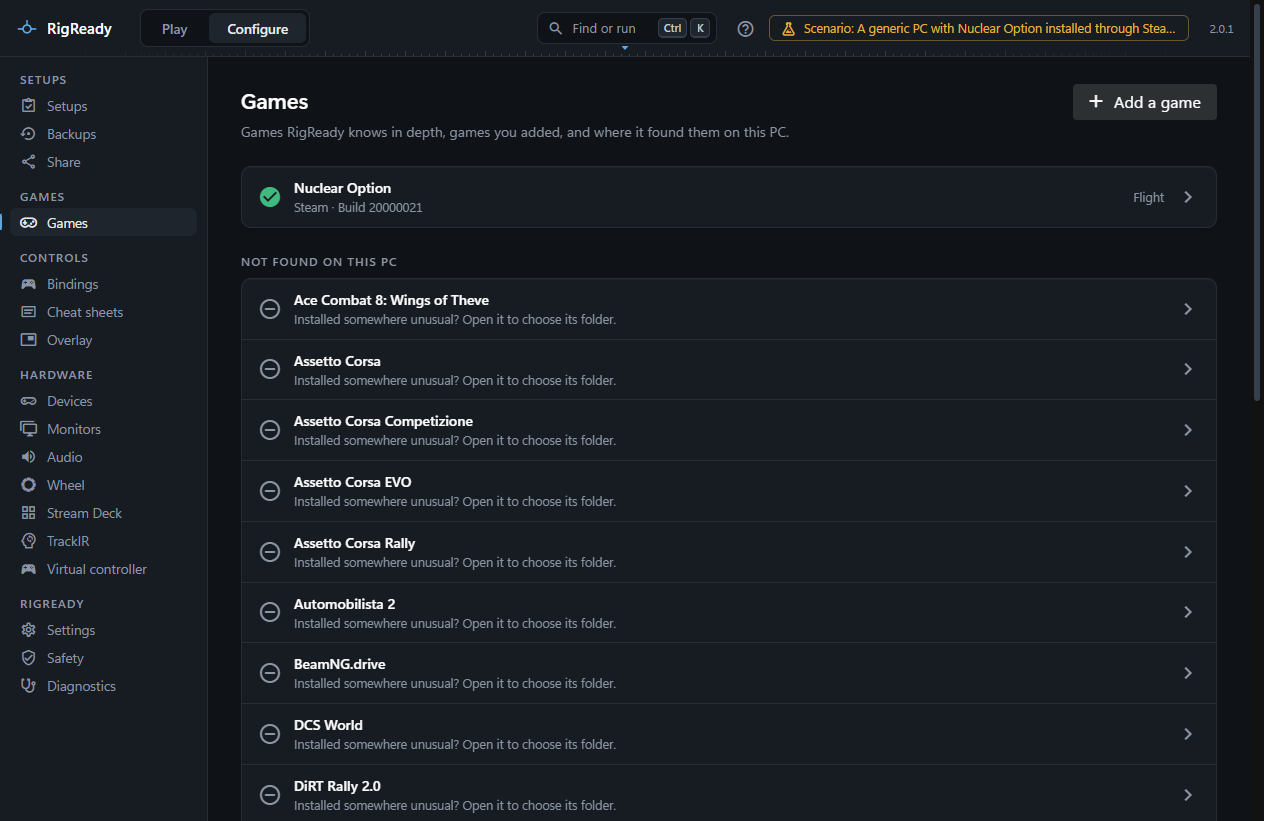 RigReady
Play
Configure
Find or run
Ctrl
K
Scenario: A generic PC with Nuclear Option installed through Stea...
2.0.1
SETUPS
Setups
Backups
Share
GAMES
Games
CONTROLS
Bindings
Cheat sheets
Overlay
HARDWARE
Devices
Monitors
Audio
Wheel
Stream Deck
TrackIR
Virtual controller
RIGREADY
Settings
Safety
Diagnostics
Games
Add a game
Games RigReady knows in depth, games you added, and where it found them on this PC.
Nuclear Option
Steam · Build 20000021
Flight
NOT FOUND ON THIS PC
Ace Combat 8: Wings of Theve
Installed somewhere unusual? Open it to choose its folder.
Assetto Corsa
Installed somewhere unusual? Open it to choose its folder.
Assetto Corsa Competizione
Installed somewhere unusual? Open it to choose its folder.
Assetto Corsa EVO
Installed somewhere unusual? Open it to choose its folder.
Assetto Corsa Rally
Installed somewhere unusual? Open it to choose its folder.
Automobilista 2
Installed somewhere unusual? Open it to choose its folder.
BeamNG.drive
Installed somewhere unusual? Open it to choose its folder.
DCS World
Installed somewhere unusual? Open it to choose its folder.
DiRT Rally 2.0
Installed somewhere unusual? Open it to choose its folder.